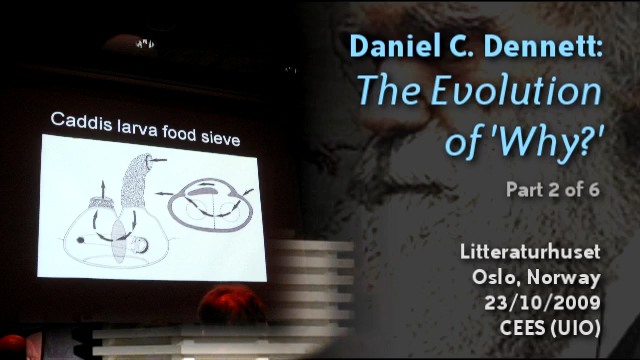 Caddis larva food sieve
Daniel C. Dennett:
The Evolution
of 'Why?'
Part 2 of 6
Litteraturhuset
Oslo, Norway
23/10/2009
CEES (UIO)